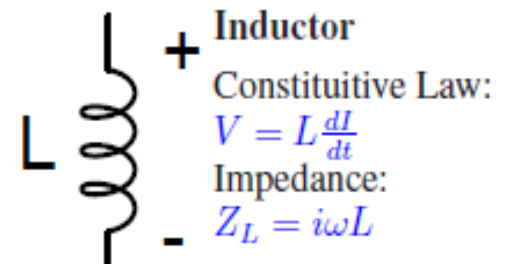 Inductor
+
Constituitive Law:
L
V = L dI/dt
Impedance:
Z_L = iωL
-